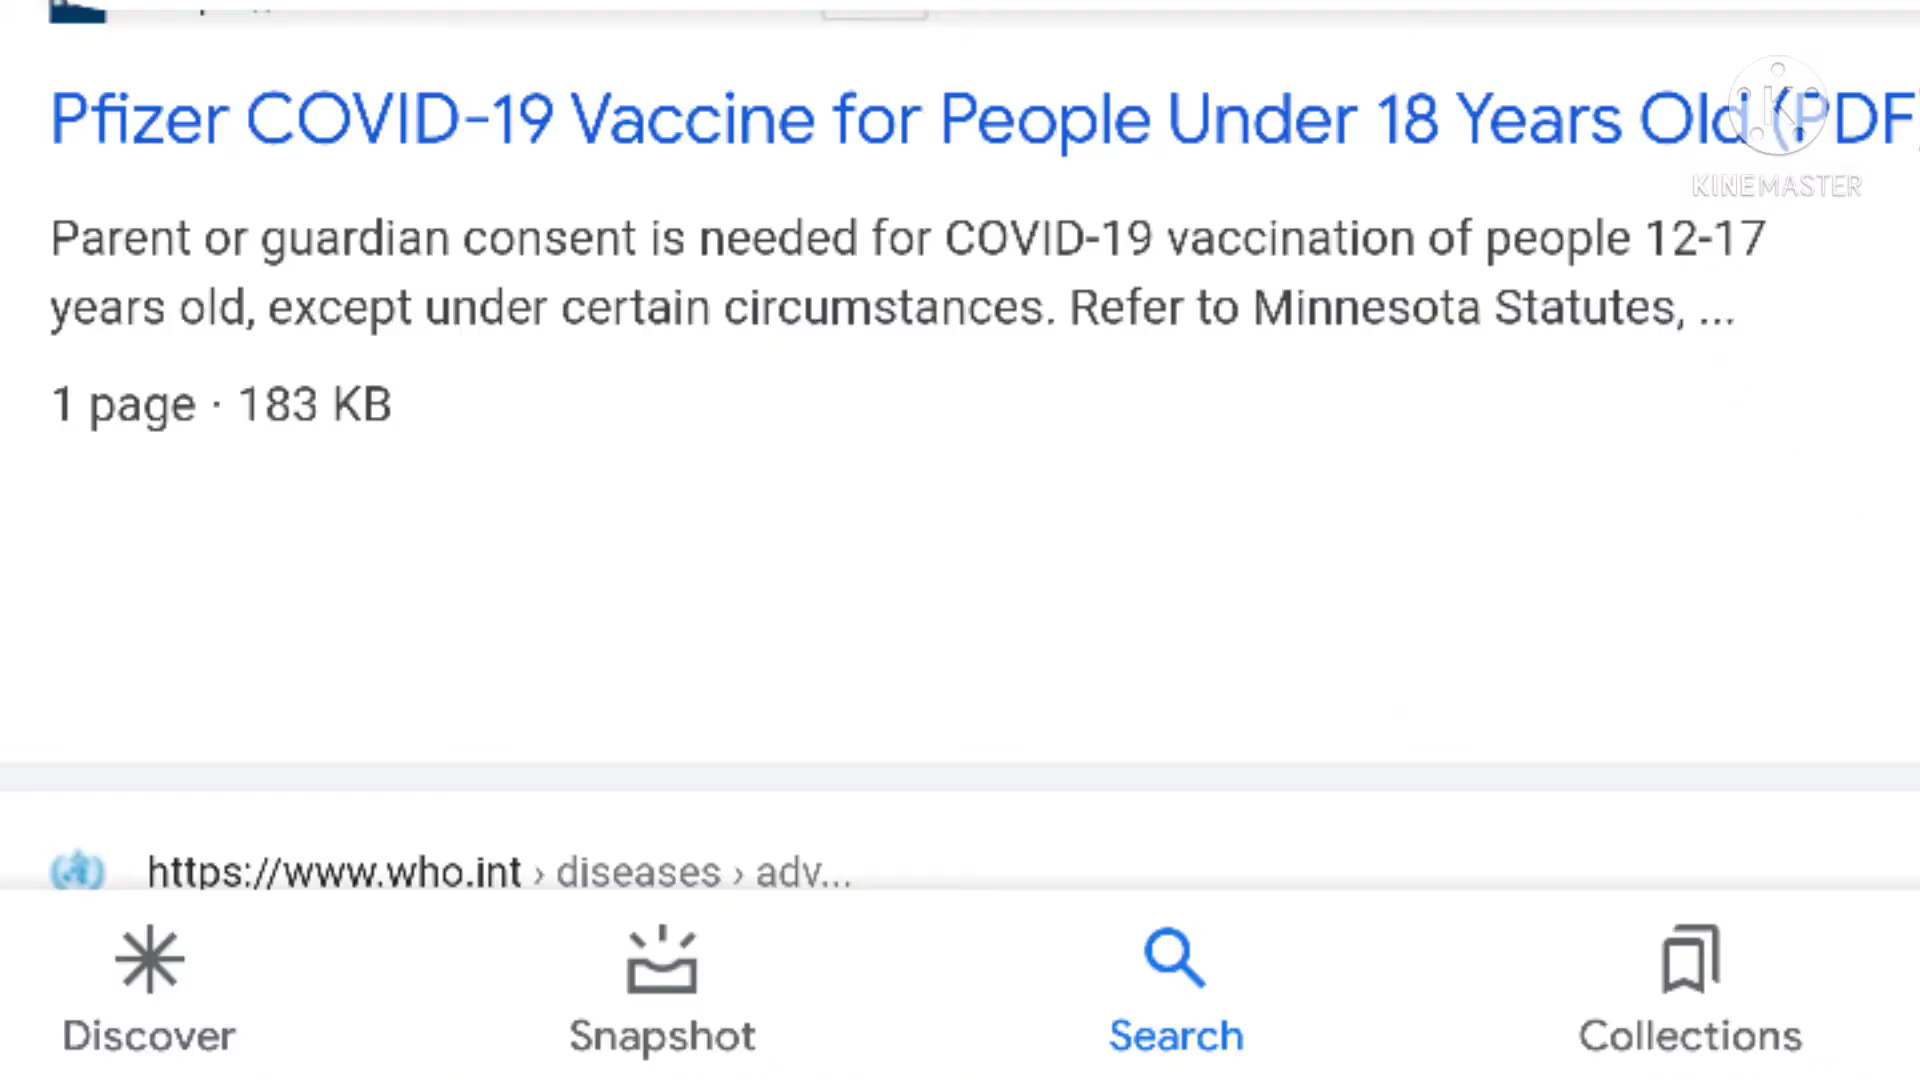 Pfizer COVID-19 Vaccine for People Under 18 Years Old (PDF)
KINEMASTER
Parent or guardian consent is needed for COVID-19 vaccination of people 12-17
years old, except under certain circumstances. Refer to Minnesota Statutes, ...
1 page · 183 KB
https://www.who.int › diseases › adv...
Discover
Snapshot
Search
Collections